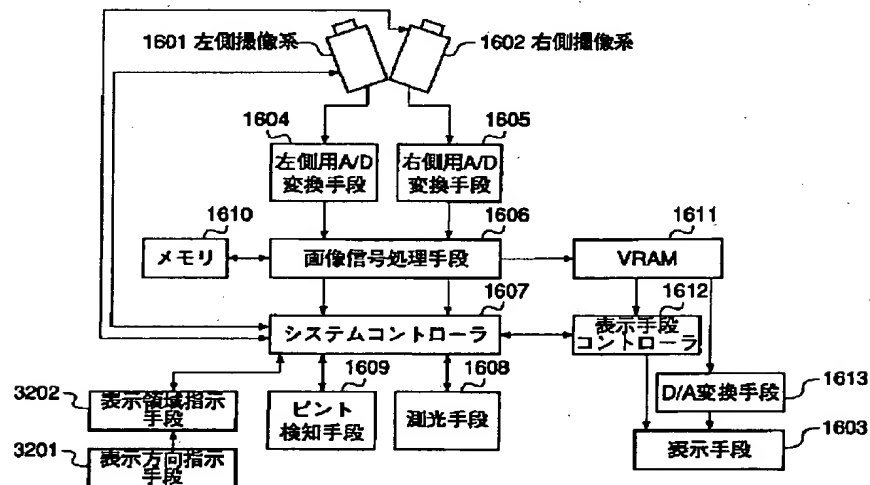 1601 左側撮像系
1602 右側撮像系
1604
1605
左側用A/D
変換手段
右側用A/D
変換手段
1610
1606
1611
メモリ
画像信号処理手段
VRAM
1607
1612
システムコントローラ
表示手段
コントローラ
3202
1609
1608
1613
表示領域指示
手段
ピント
検知手段
測光手段
D/A変換手段
3201
表示方向指示
手段
1603
表示手段